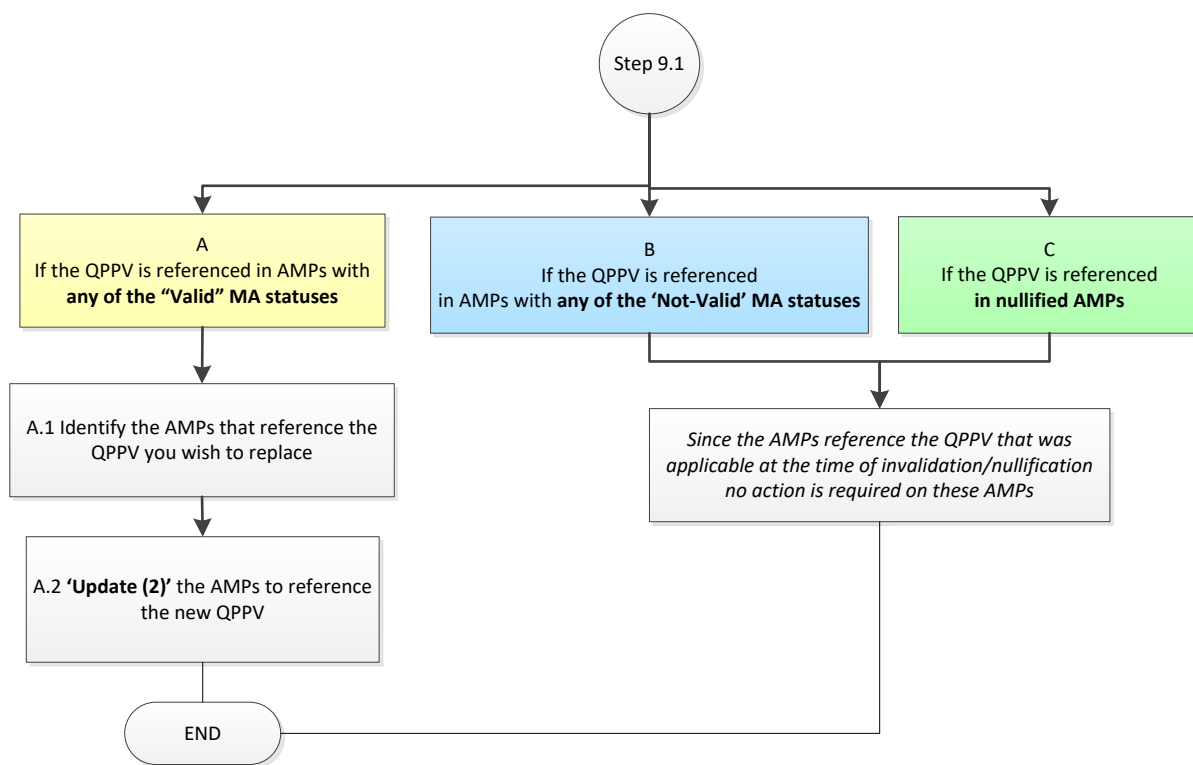 Step 9.1
A
If the QPPV is referenced in AMPs with
any of the “Valid” MA statuses
B
If the QPPV is referenced
in AMPs with any of the ‘Not-Valid’ MA statuses
C
If the QPPV is referenced
in nullified AMPs
A.1 Identify the AMPs that reference the
QPPV you wish to replace
Since the AMPs reference the QPPV that was
applicable at the time of invalidation/nullification
no action is required on these AMPs
A.2 ‘Update (2)’ the AMPs to reference
the new QPPV
END